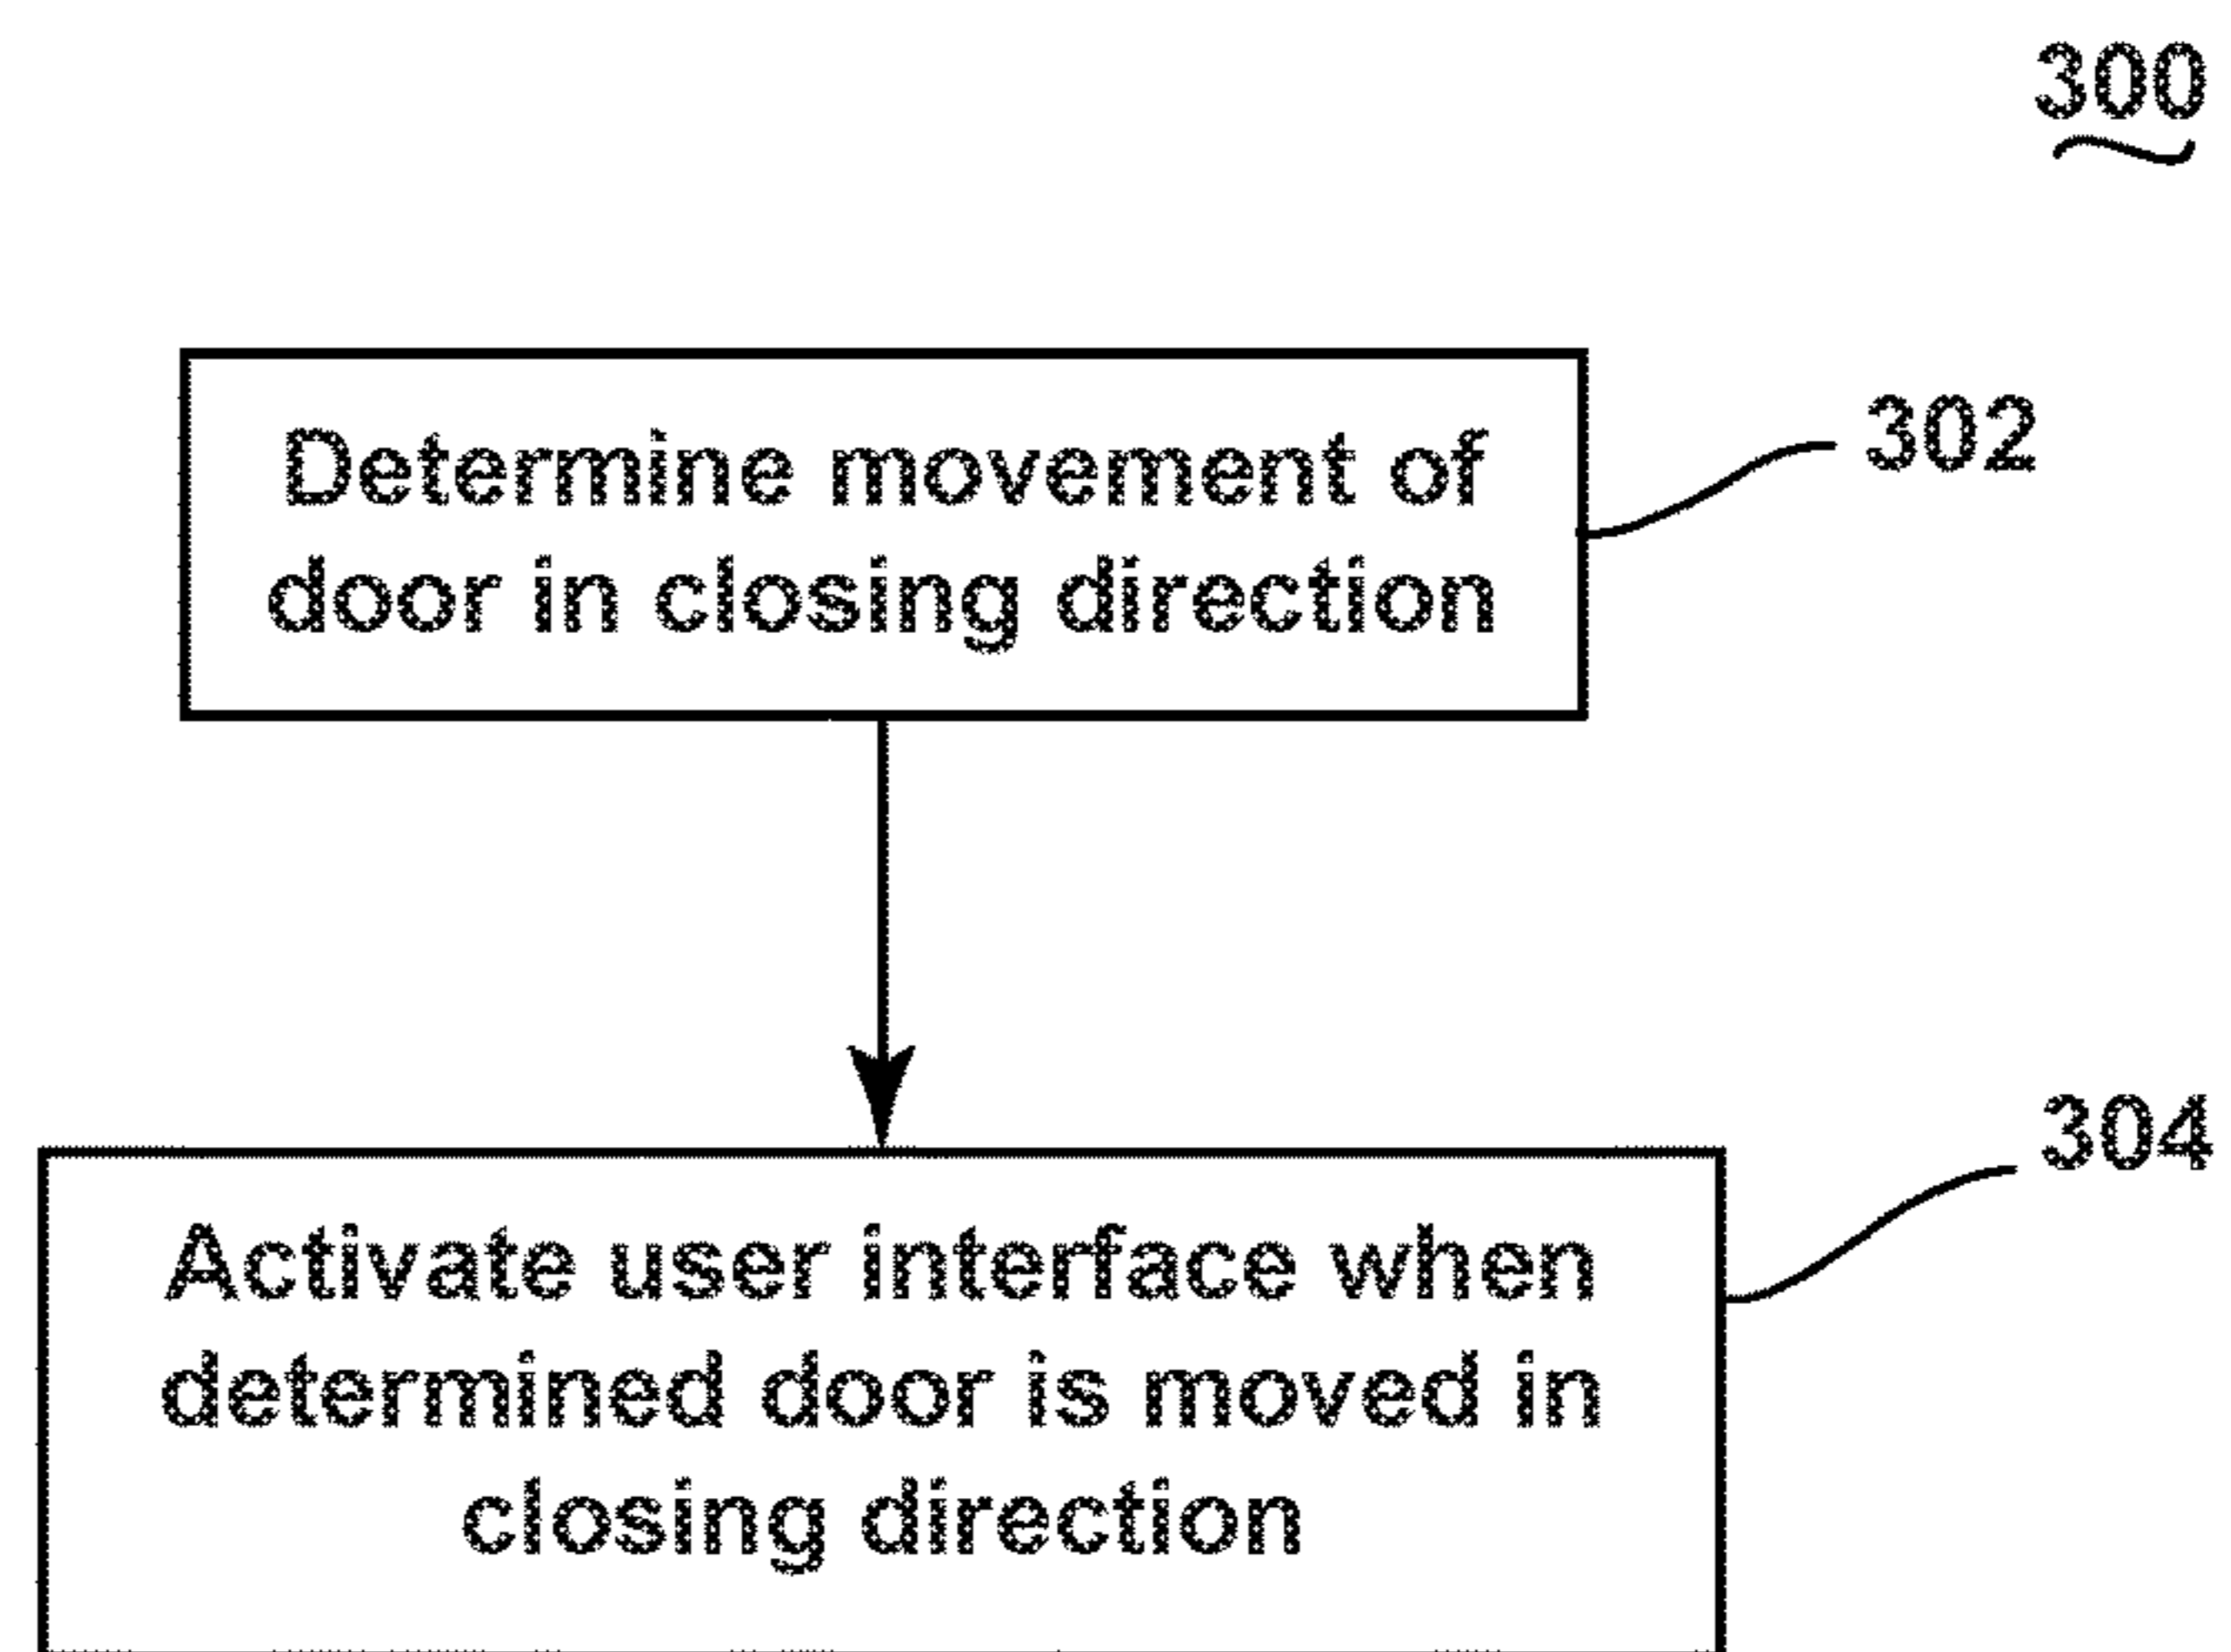 300
Determine movement of
door in closing direction
302
304
Activate user interface when
determined door is moved in
closing direction